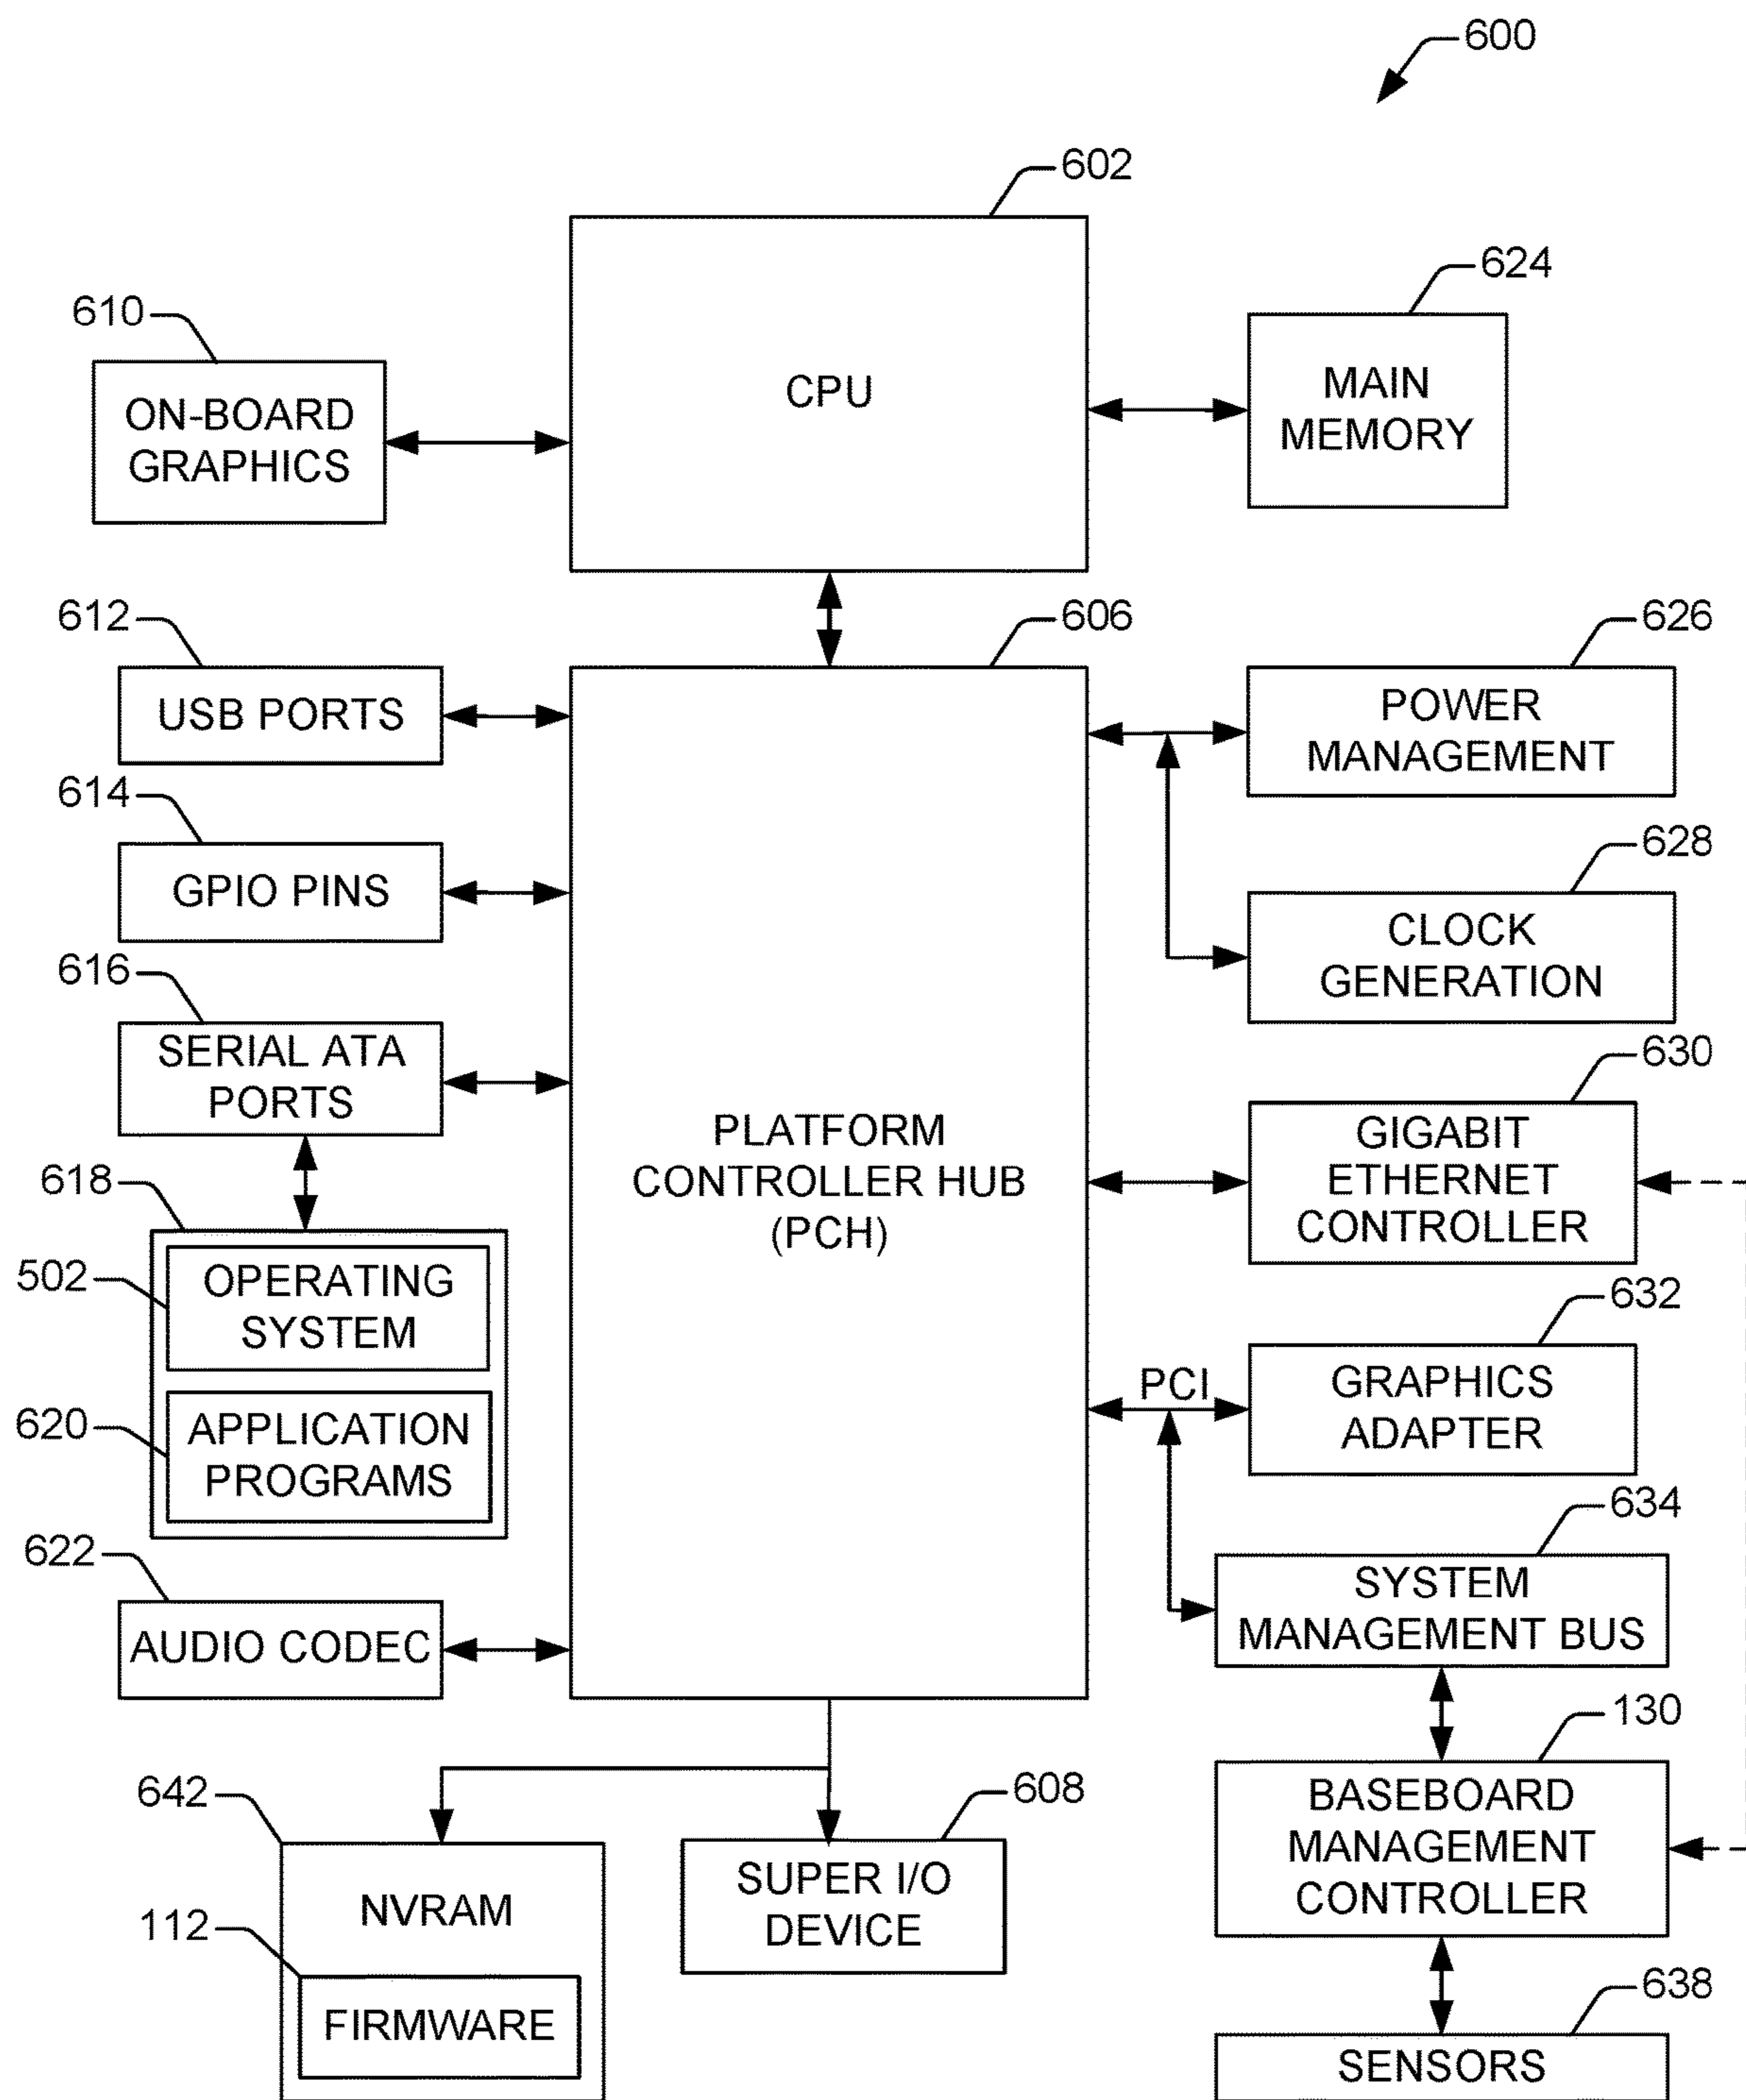 600
602
CPU
624
MAIN
MEMORY
610
ON-BOARD
GRAPHICS
612
USB PORTS
606
PLATFORM
CONTROLLER HUB
(PCH)
626
POWER
MANAGEMENT
614
GPIO PINS
628
CLOCK
GENERATION
616
SERIAL ATA
PORTS
630
GIGABIT
ETHERNET
CONTROLLER
618
502
OPERATING
SYSTEM
620
APPLICATION
PROGRAMS
632
PCI
GRAPHICS
ADAPTER
634
SYSTEM
MANAGEMENT BUS
622
AUDIO CODEC
130
BASEBOARD
MANAGEMENT
CONTROLLER
642
NVRAM
112
FIRMWARE
608
SUPER I/O
DEVICE
638
SENSORS